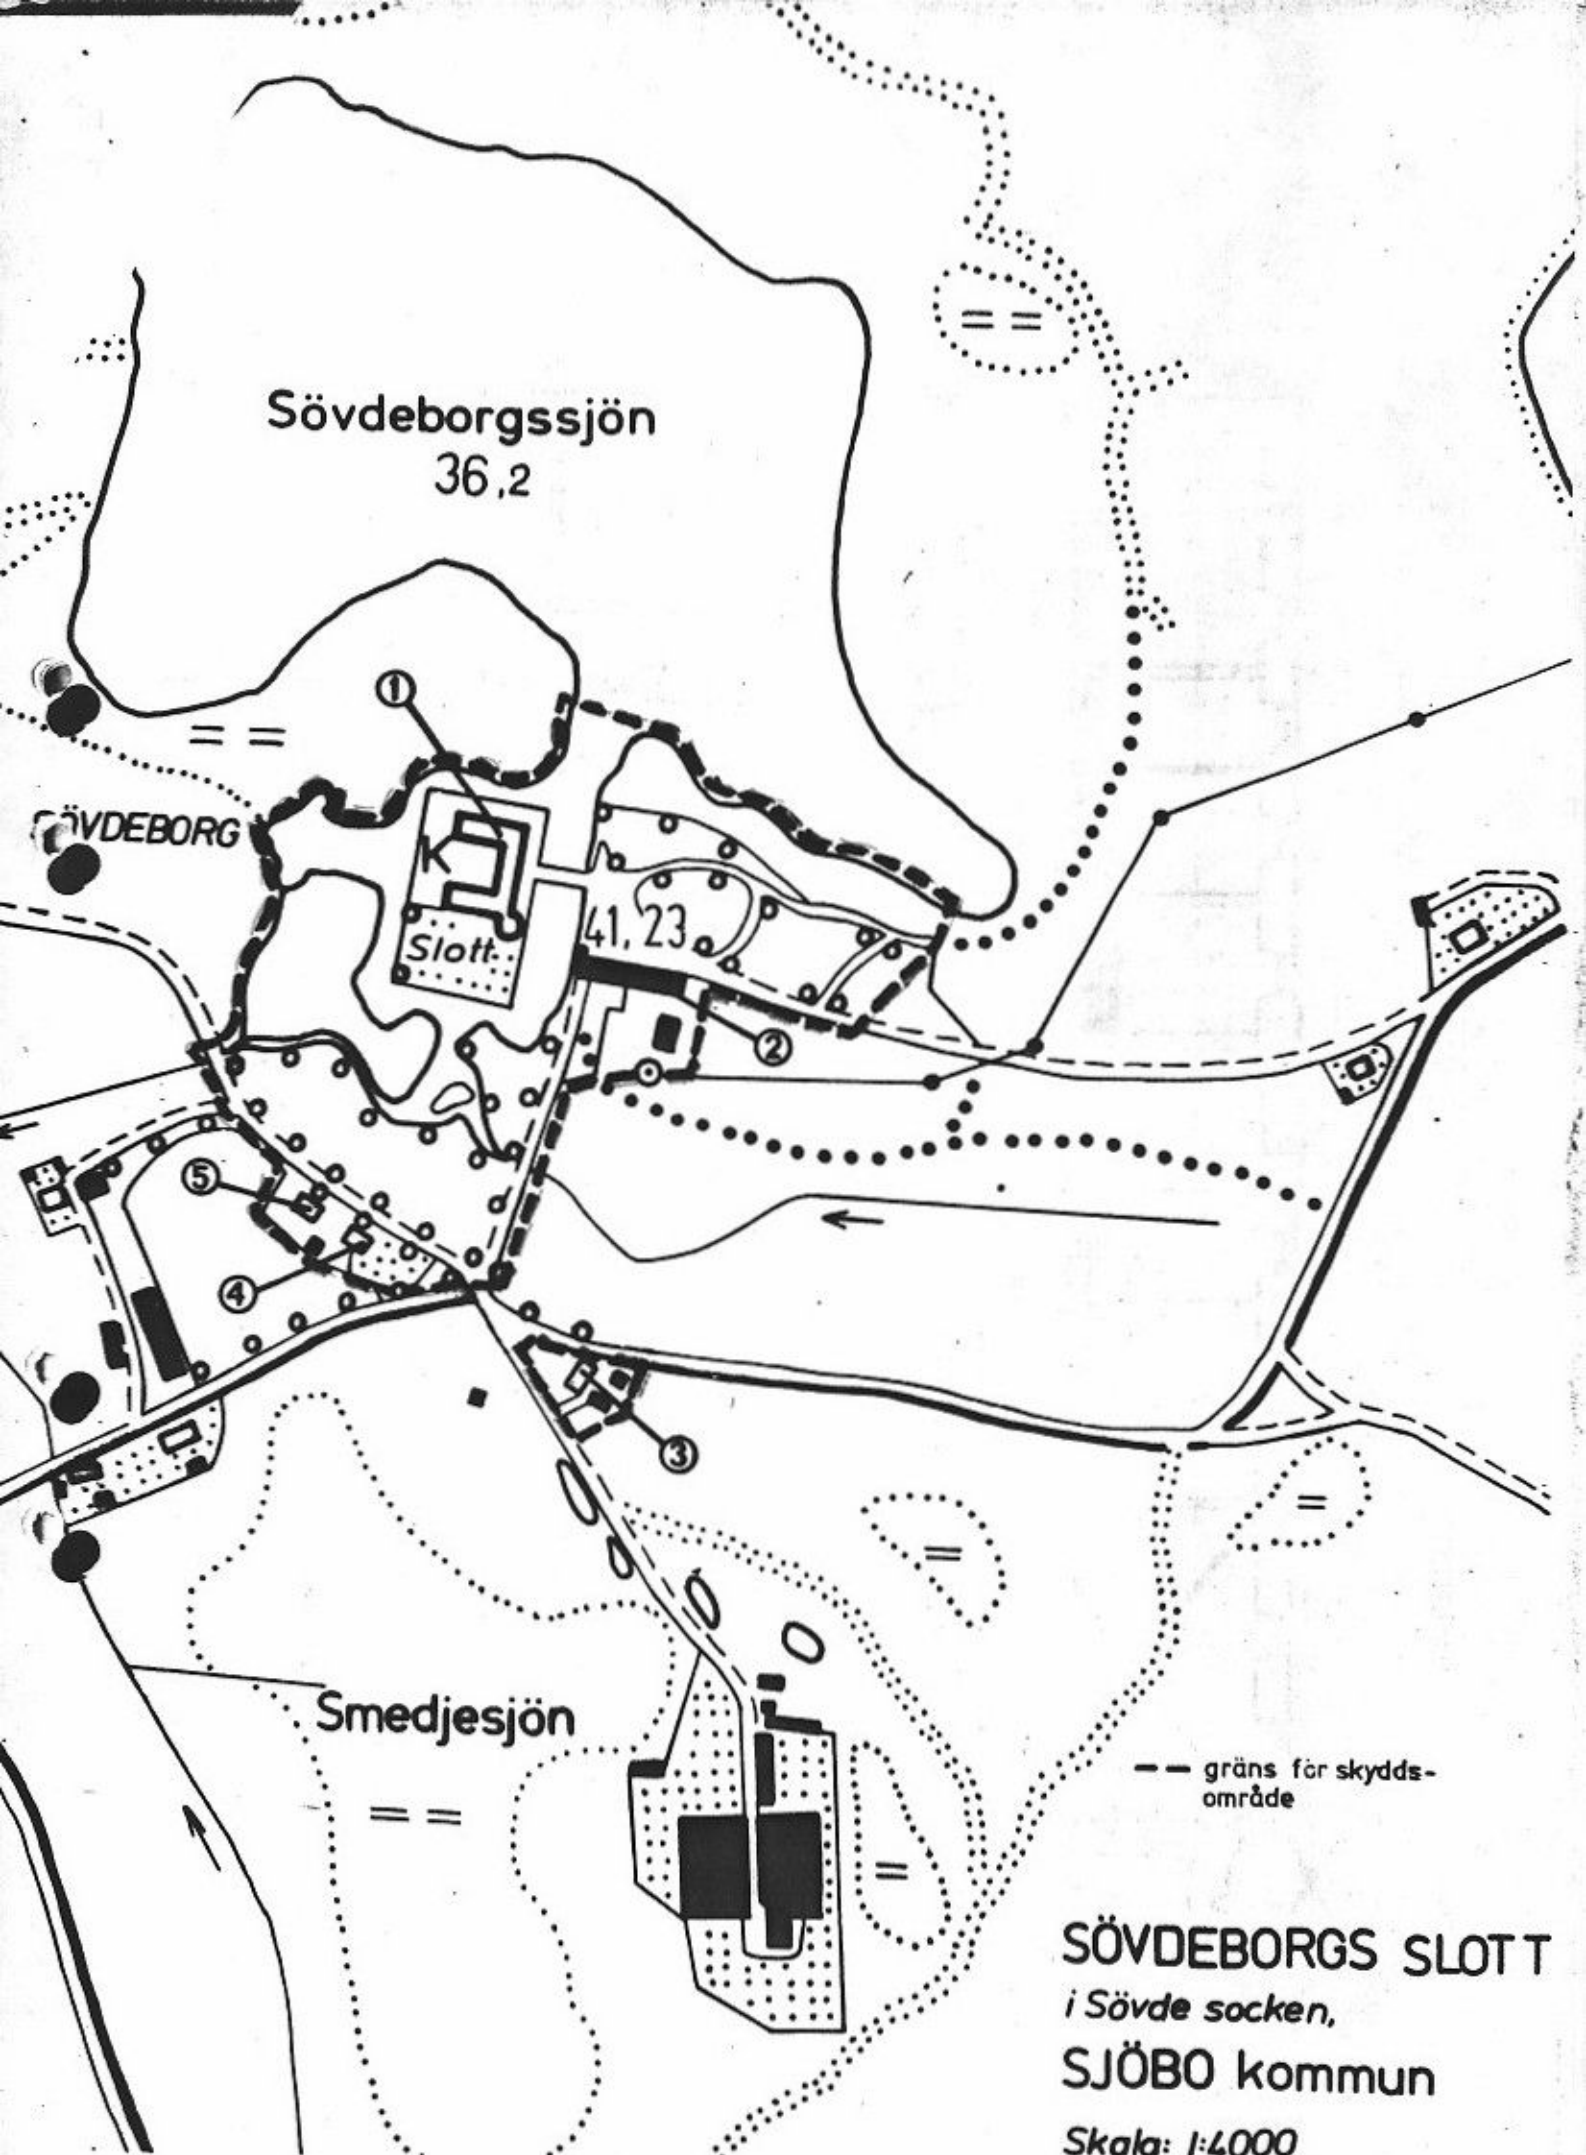 Sövdeborgssjön
36,2
①
SÖVDEBORG
K
41,23
Slott
②
⑤
④
③
Smedjesjön
gräns för skydds-
område
SÖVDEBORGS SLOTT
i Sövde socken,
SJÖBO kommun
Skala: 1:4000